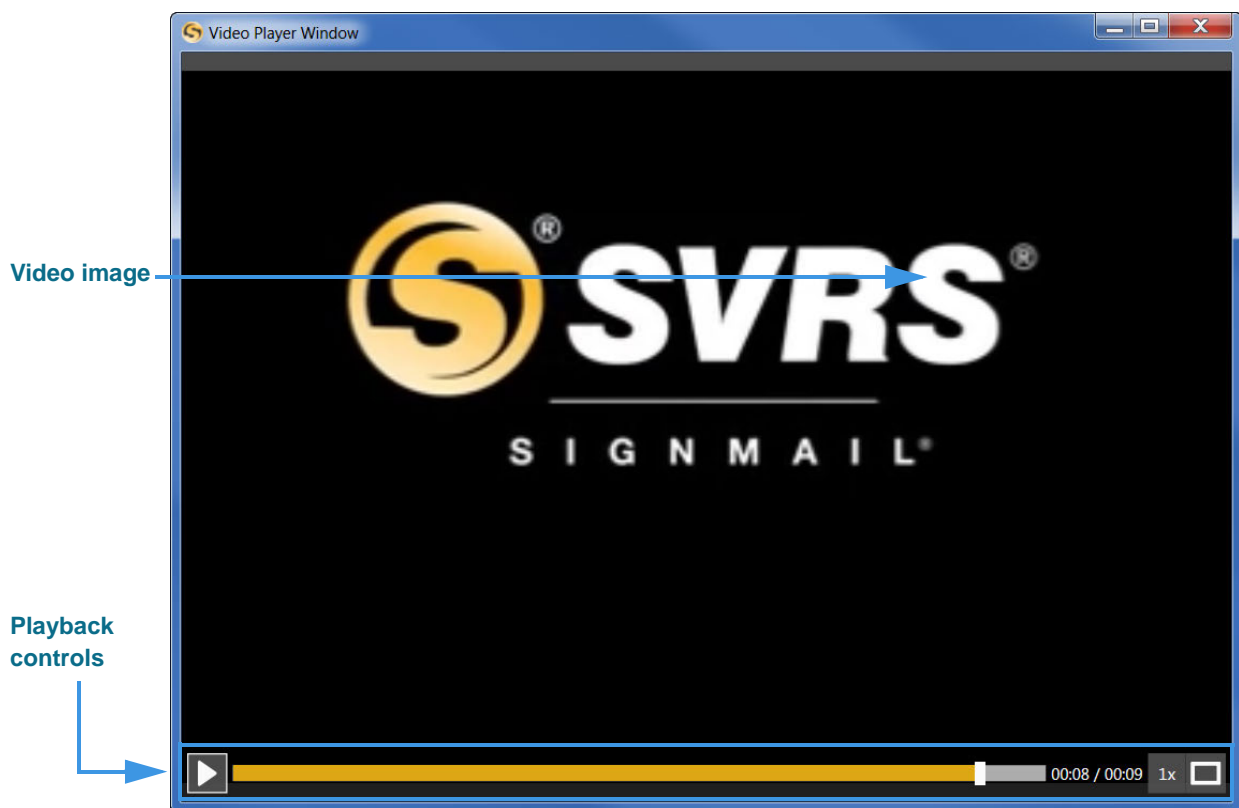 Video Player Window
X
Video image
S® SVRS®
SIGNMAIL®
Playback
controls
00:08 / 00:09 1x